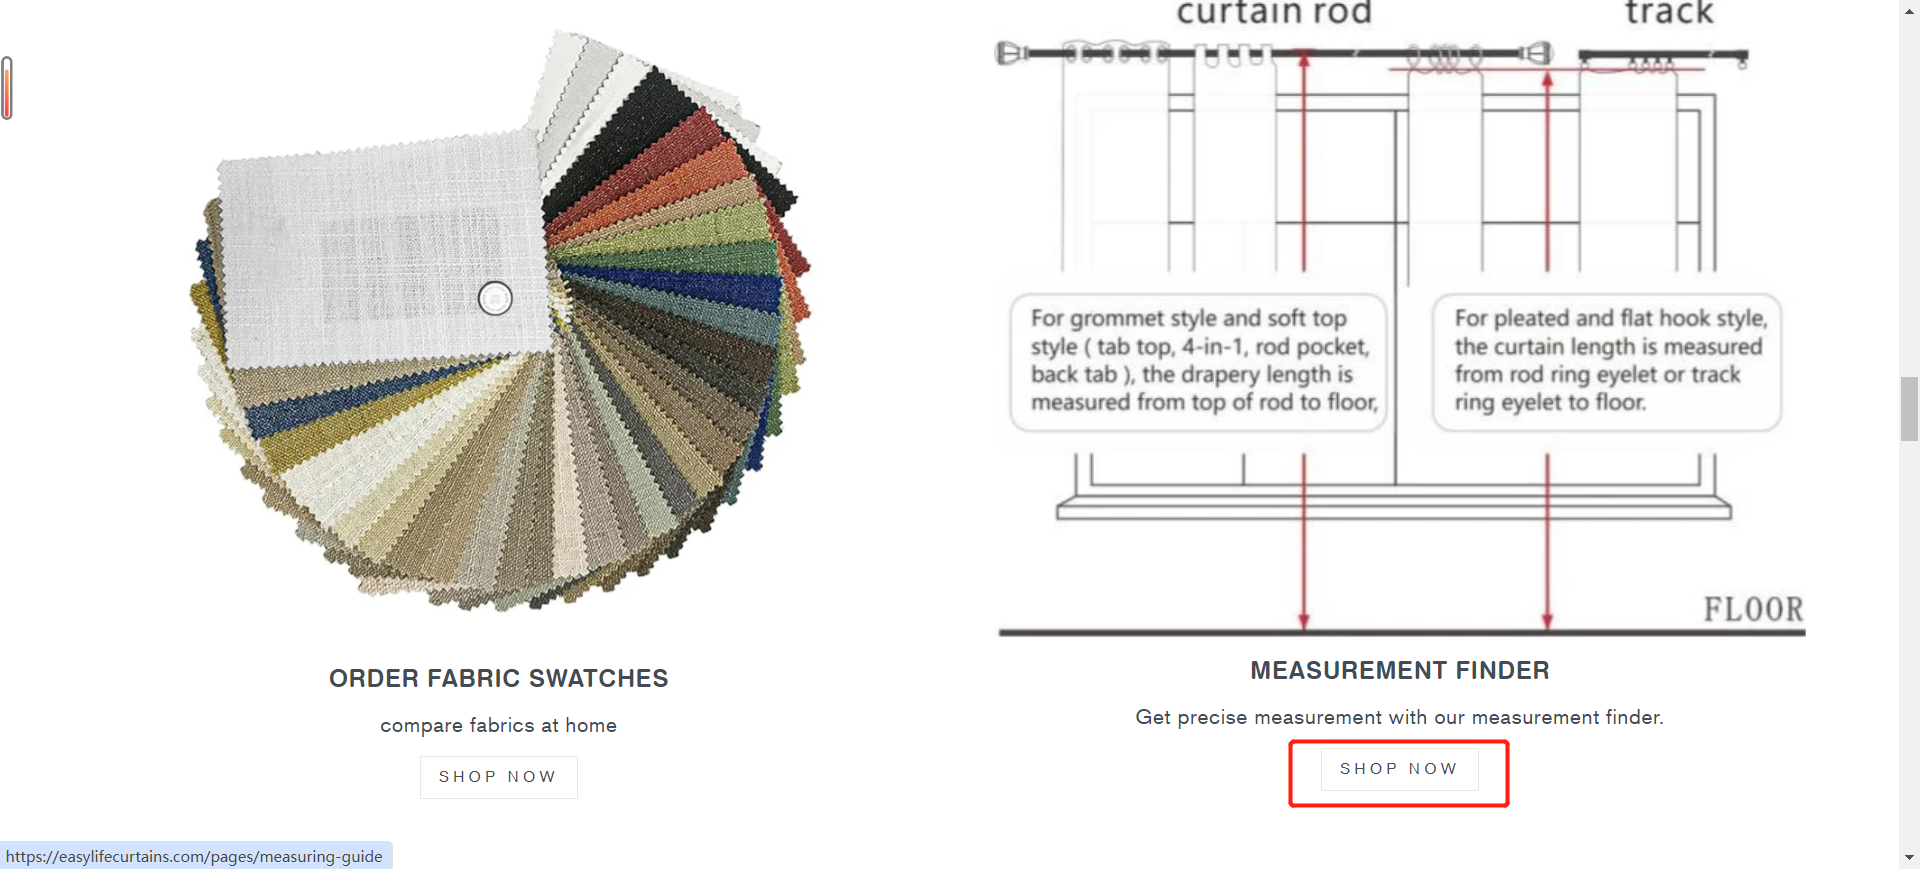 curtain rod
track
For grommet style and soft top
style ( tab top, 4-in-1, rod pocket,
back tab ), the drapery length is
measured from top of rod to floor,
For pleated and flat hook style,
the curtain length is measured
from rod ring eyelet or track
ring eyelet to floor.
FLOOR
ORDER FABRIC SWATCHES
compare fabrics at home
SHOP NOW
MEASUREMENT FINDER
Get precise measurement with our measurement finder.
SHOP NOW
https://easylifecurtains.com/pages/measuring-guide